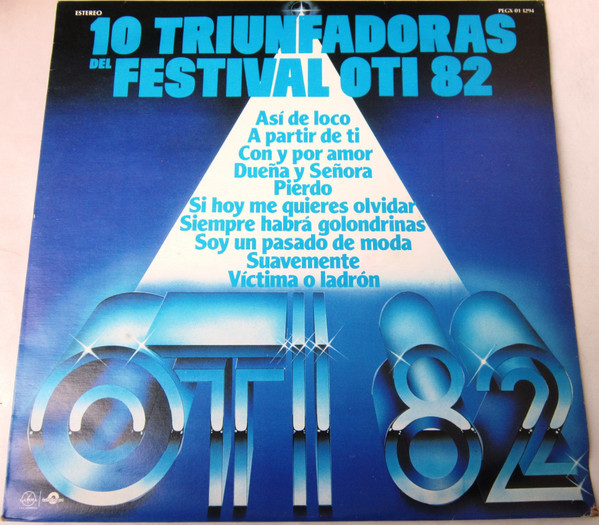 ESTEREO
PEGX-01 1294
10 TRIUNFADORAS
DEL FESTIVAL OTI 82
Así de loco
A partir de ti
Con y por amor
Dueña y Señora
Pierdo
Si hoy me quieres olvidar
Siempre habrá golondrinas
Soy un pasado de moda
Suavemente
Víctima o ladrón
OTI 82